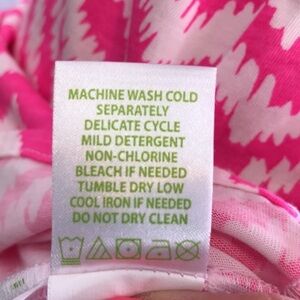 MACHINE WASH COLD
SEPARATELY
DELICATE CYCLE
MILD DETERGENT
NON-CHLORINE
BLEACH IF NEEDED
TUMBLE DRY LOW
COOL IRON IF NEEDED
DO NOT DRY CLEAN